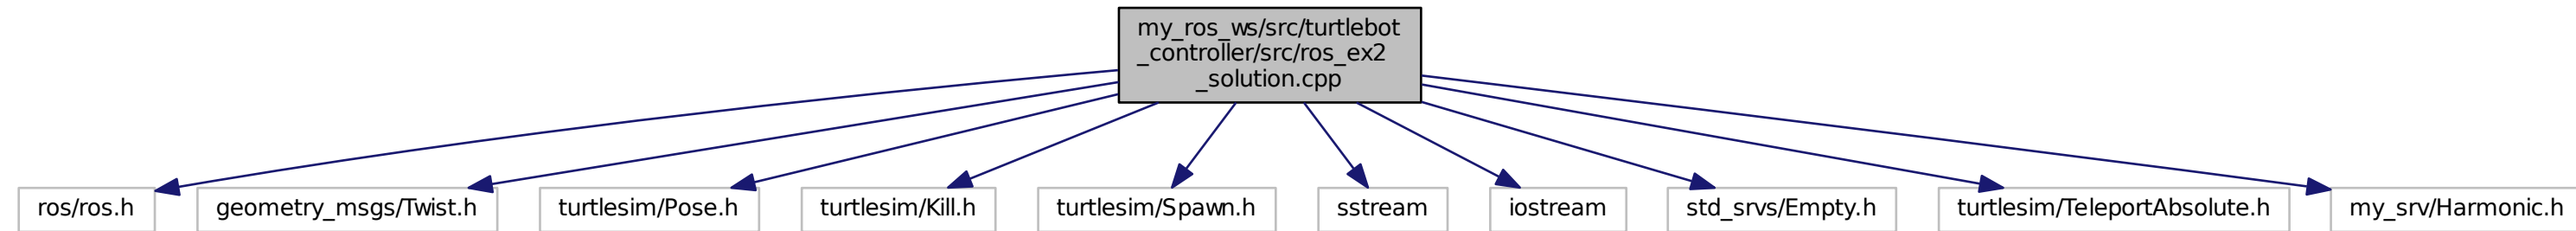 my_ros_ws/src/turtlebot
_controller/src/ros_ex2
_solution.cpp
ros/ros.h
geometry_msgs/Twist.h
turtlesim/Pose.h
turtlesim/Kill.h
turtlesim/Spawn.h
sstream
iostream
std_srvs/Empty.h
turtlesim/TeleportAbsolute.h
my_srv/Harmonic.h